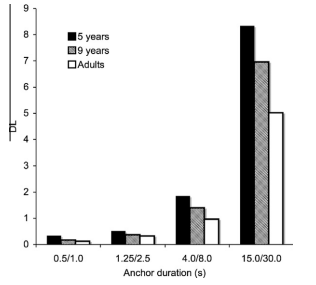 9
8
7
6
5
4
3
2
1
0
DL
5 years
9 years
Adults
0.5/1.0 1.25/2.5 4.0/8.0 15.0/30.0
Anchor duration (s)